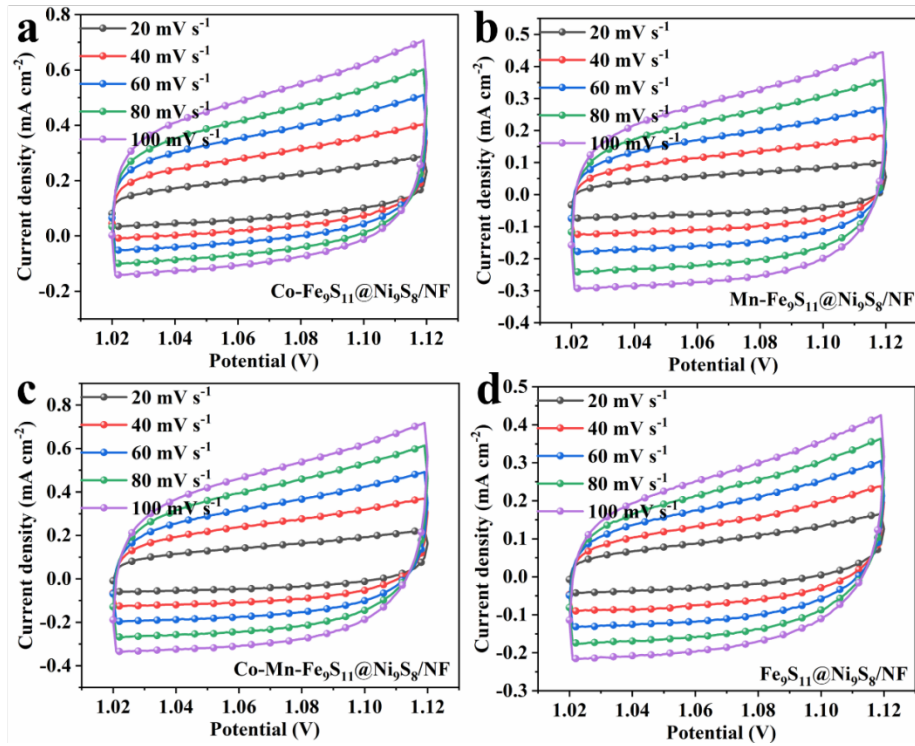 a
20 mV s⁻¹
40 mV s⁻¹
60 mV s⁻¹
80 mV s⁻¹
100 mV s⁻¹
0.8
0.6
0.4
0.2
0.0
-0.2
Current density (mA cm⁻²)
Co-Fe₉S₁₁@Ni₉S₈/NF
1.02 1.04 1.06 1.08 1.10 1.12
Potential (V)
b
20 mV s⁻¹
40 mV s⁻¹
60 mV s⁻¹
80 mV s⁻¹
100 mV s⁻¹
0.5
0.4
0.3
0.2
0.1
0.0
-0.1
-0.2
-0.3
-0.4
Current density (mA cm⁻²)
Mn-Fe₉S₁₁@Ni₉S₈/NF
1.02 1.04 1.06 1.08 1.10 1.12
Potential (V)
c
20 mV s⁻¹
40 mV s⁻¹
60 mV s⁻¹
80 mV s⁻¹
100 mV s⁻¹
0.8
0.6
0.4
0.2
0.0
-0.2
-0.4
Current density (mA cm⁻²)
Co-Mn-Fe₉S₁₁@Ni₉S₈/NF
1.02 1.04 1.06 1.08 1.10 1.12
Potential (V)
d
20 mV s⁻¹
40 mV s⁻¹
60 mV s⁻¹
80 mV s⁻¹
100 mV s⁻¹
0.5
0.4
0.3
0.2
0.1
0.0
-0.1
-0.2
-0.3
Current density (mA cm⁻²)
Fe₉S₁₁@Ni₉S₈/NF
1.02 1.04 1.06 1.08 1.10 1.12
Potential (V)